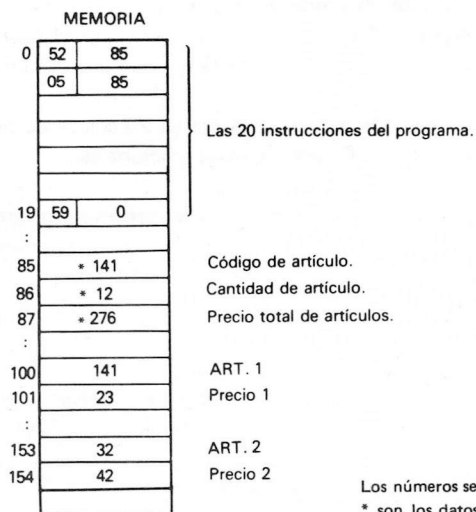 MEMORIA
0 52 85
05 85
Las 20 instrucciones del programa.
19 59 0
:
85 * 141 Código de artículo.
86 * 12 Cantidad de artículo.
87 * 276 Precio total de artículos.
:
100 141 ART. 1
101 23 Precio 1
:
153 32 ART. 2
154 42 Precio 2
Los números se
* son los datos